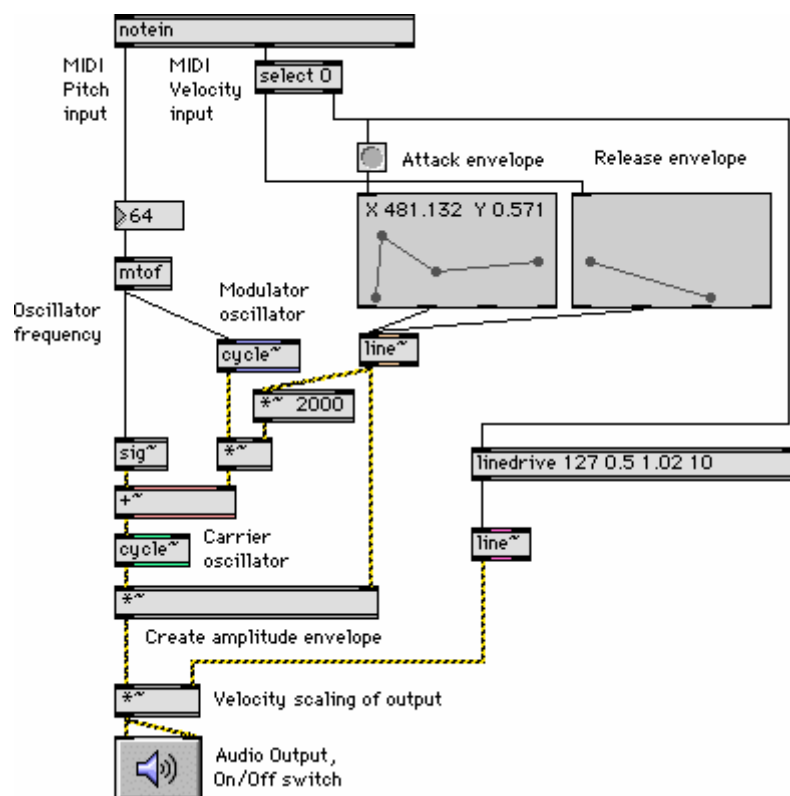 notein
MIDI
Pitch
input
MIDI
Velocity
input
select 0
Attack envelope
Release envelope
64
X 481.132 Y 0.571
mtof
Oscillator
frequency
Modulator
oscillator
cycle~
line~
*~ 2000
sig~
*~
linedrive 127 0.5 1.02 10
+~
cycle~
Carrier
oscillator
line~
*~
Create amplitude envelope
*~
Velocity scaling of output
Audio Output,
On/Off switch